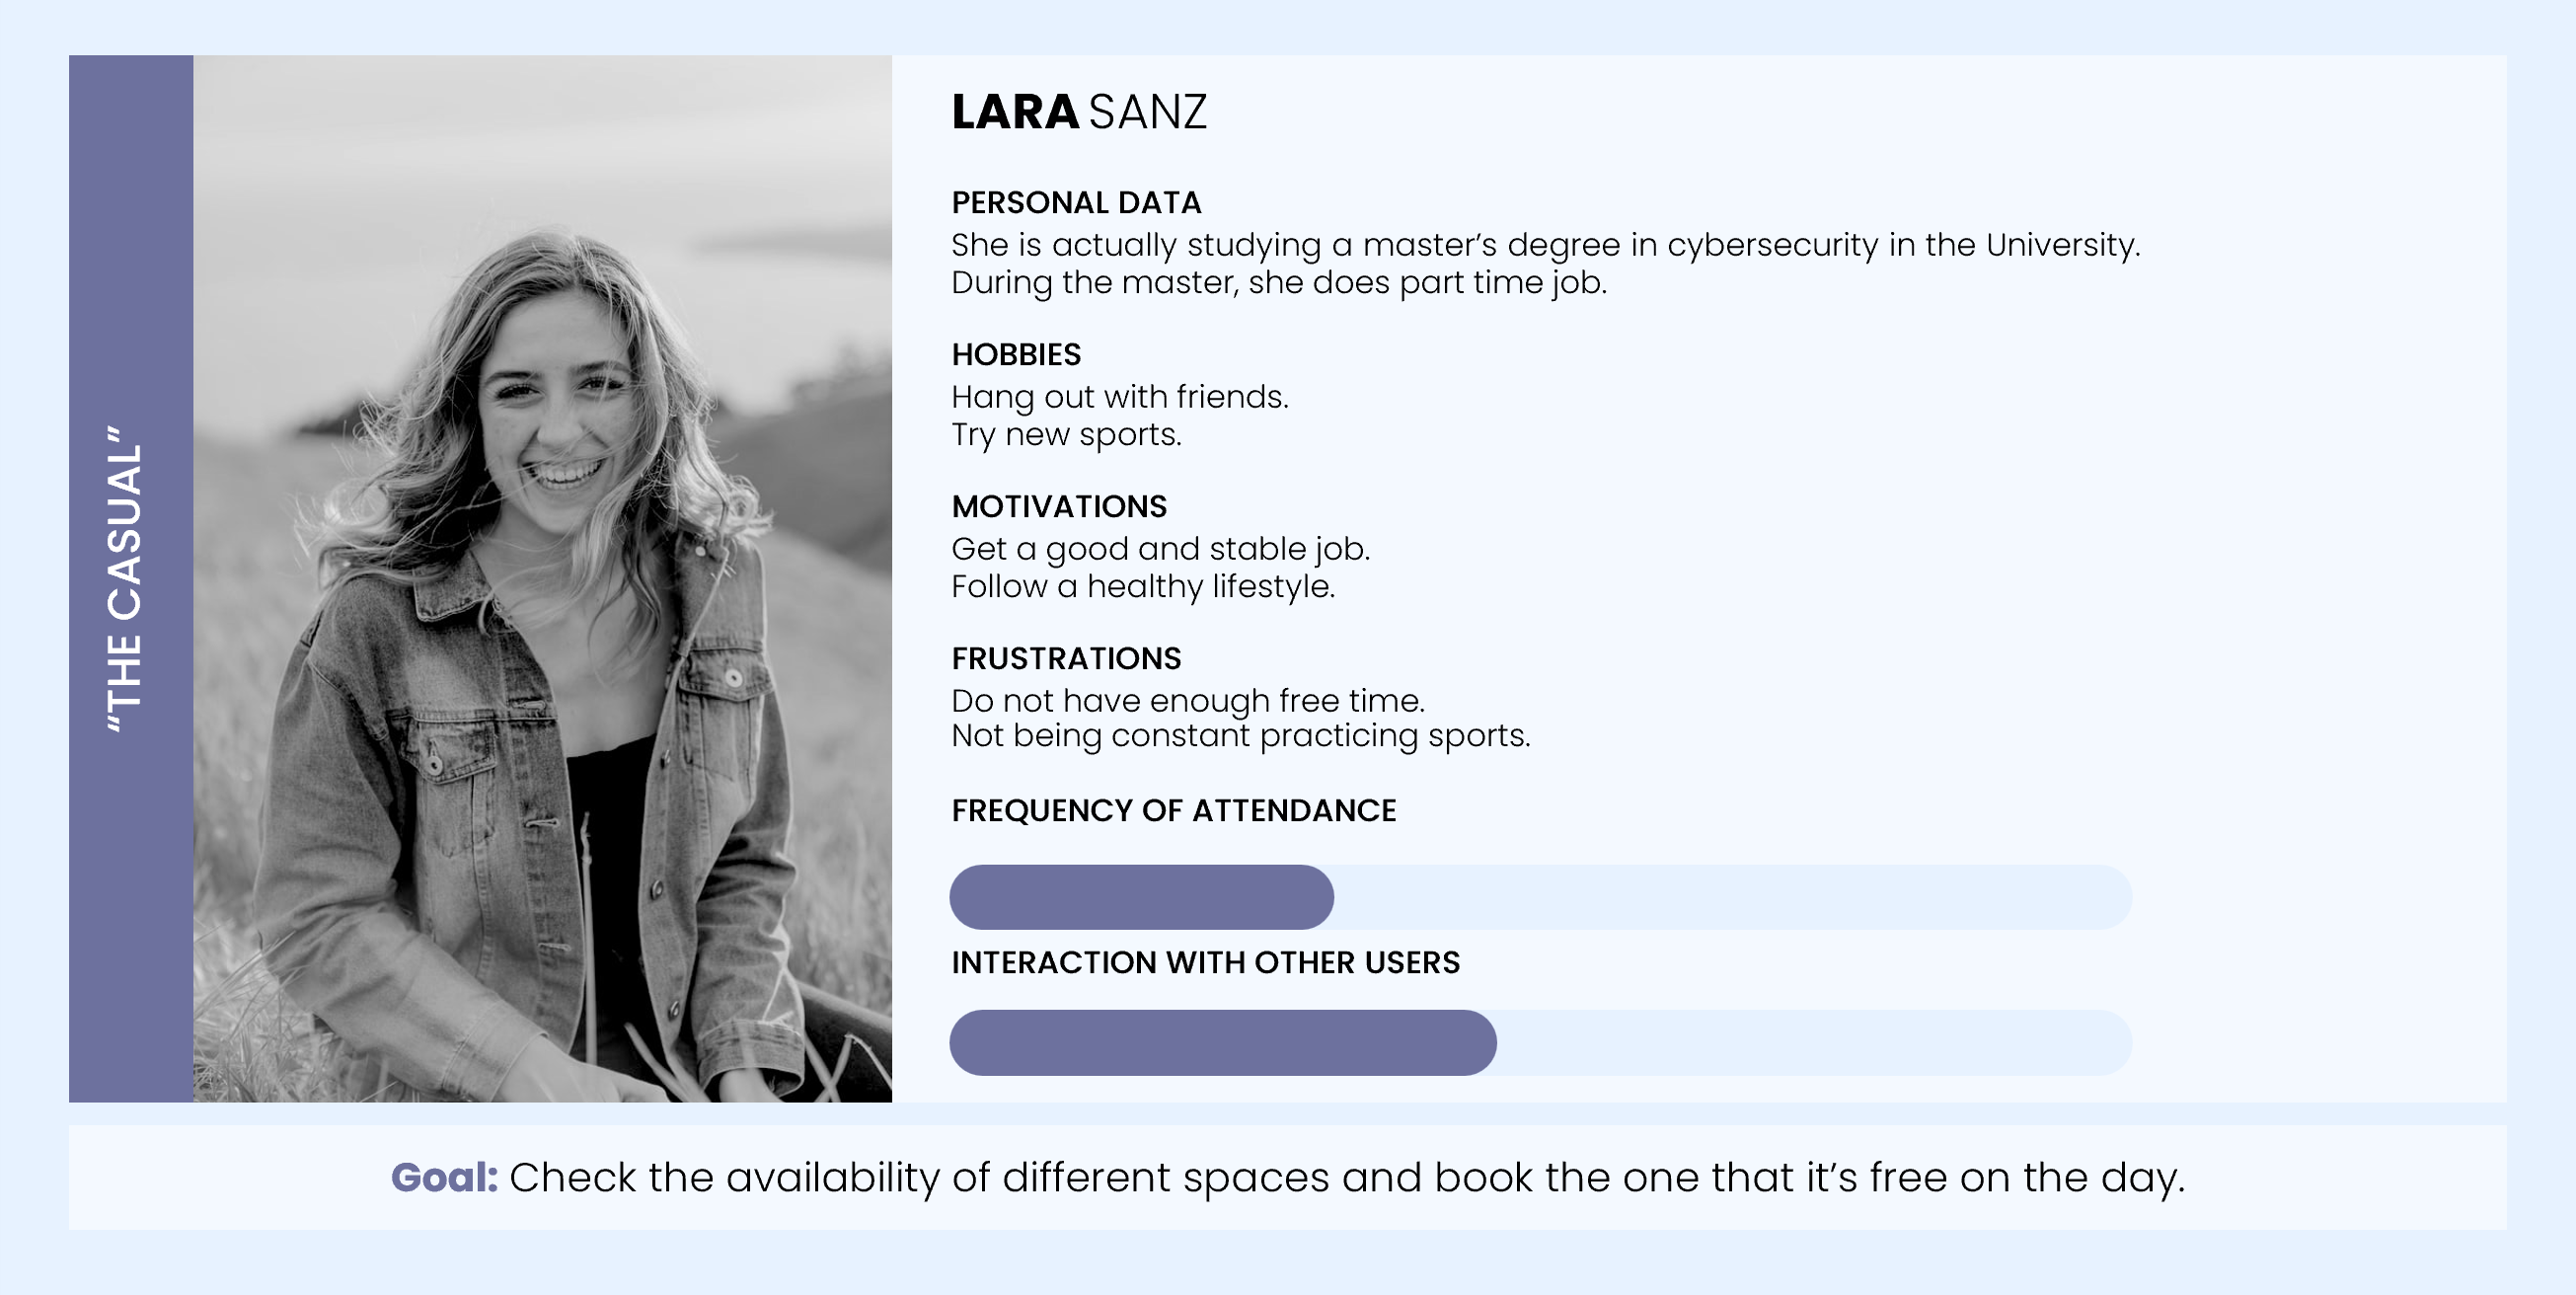 "THE CASUAL"
LARA SANZ
PERSONAL DATA
She is actually studying a master’s degree in cybersecurity in the University.
During the master, she does part time job.
HOBBIES
Hang out with friends.
Try new sports.
MOTIVATIONS
Get a good and stable job.
Follow a healthy lifestyle.
FRUSTRATIONS
Do not have enough free time.
Not being constant practicing sports.
FREQUENCY OF ATTENDANCE
INTERACTION WITH OTHER USERS
Goal: Check the availability of different spaces and book the one that it’s free on the day.